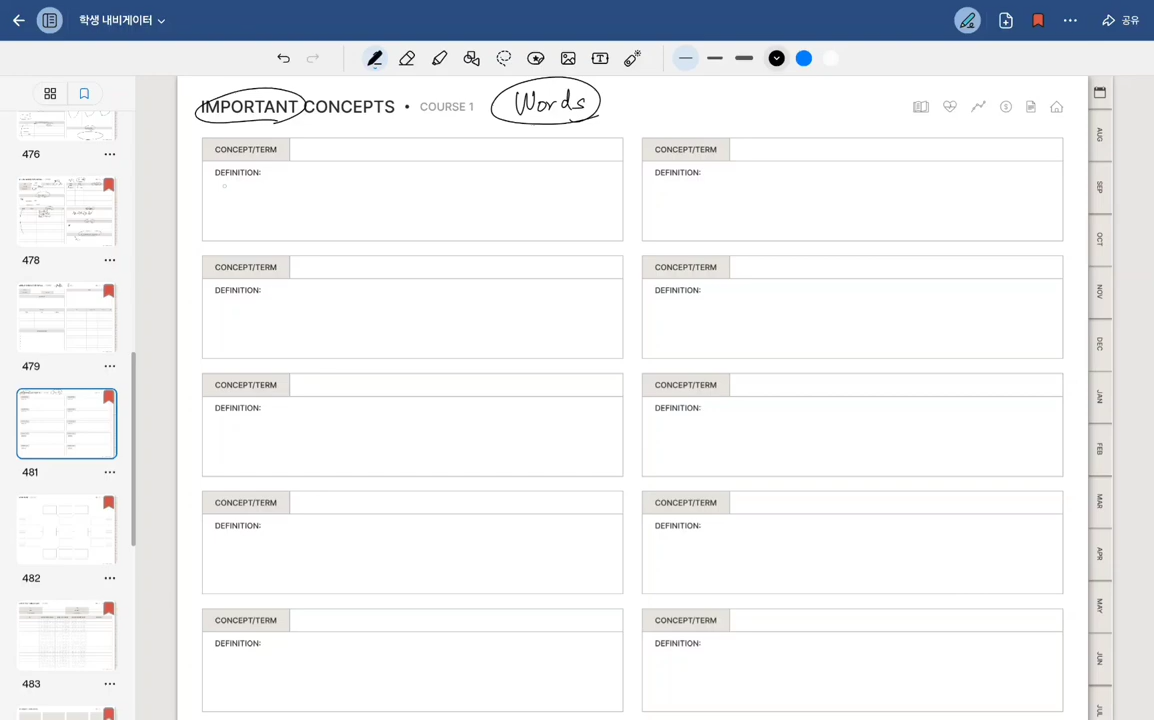 학생 내비게이터
공유
476
478
479
481
482
483
IMPORTANT CONCEPTS • COURSE 1 Words
CONCEPT/TERM
DEFINITION:
CONCEPT/TERM
DEFINITION:
CONCEPT/TERM
DEFINITION:
CONCEPT/TERM
DEFINITION:
CONCEPT/TERM
DEFINITION:
CONCEPT/TERM
DEFINITION:
CONCEPT/TERM
DEFINITION:
CONCEPT/TERM
DEFINITION:
CONCEPT/TERM
DEFINITION:
CONCEPT/TERM
DEFINITION:
AUG
SEP
OCT
NOV
DEC
JAN
FEB
MAR
APR
MAY
JUN